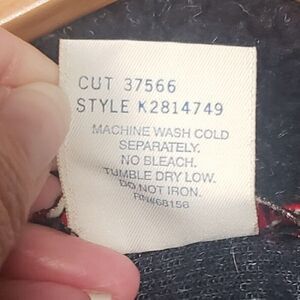 CUT 37566
STYLE K2814749
MACHINE WASH COLD
SEPARATELY.
NO BLEACH.
TUMBLE DRY LOW.
DO NOT IRON.
RN#68156